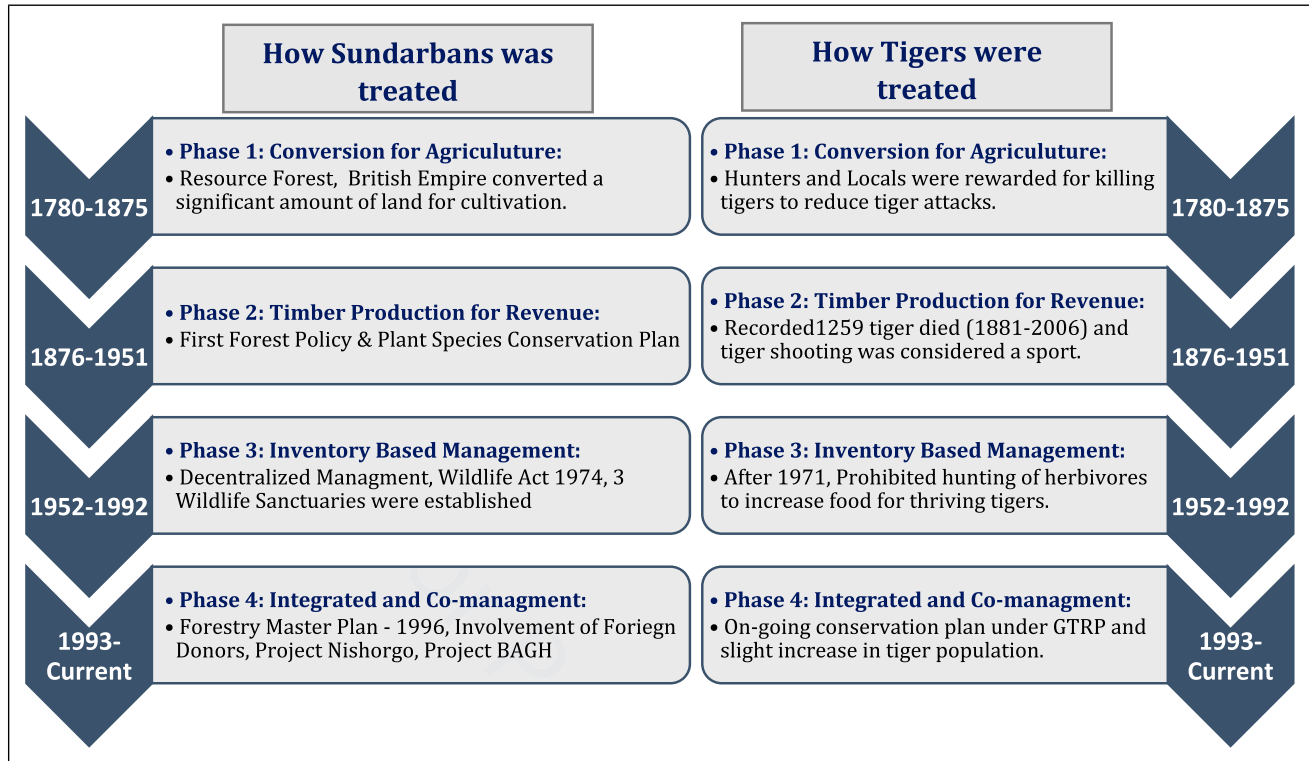 How Sundarbans was
treated
1780-1875
• Phase 1: Conversion for Agriculuture:
• Resource Forest, British Empire converted a
significant amount of land for cultivation.
1876-1951
• Phase 2: Timber Production for Revenue:
• First Forest Policy & Plant Species Conservation Plan
1952-1992
• Phase 3: Inventory Based Management:
• Decentralized Managment, Wildlife Act 1974, 3
Wildlife Sanctuaries were established
1993-
Current
• Phase 4: Integrated and Co-managment:
• Forestry Master Plan - 1996, Involvement of Foriegn
Donors, Project Nishorgo, Project BAGH
How Tigers were
treated
• Phase 1: Conversion for Agriculuture:
• Hunters and Locals were rewarded for killing
tigers to reduce tiger attacks.
1780-1875
• Phase 2: Timber Production for Revenue:
• Recorded1259 tiger died (1881-2006) and
tiger shooting was considered a sport.
1876-1951
• Phase 3: Inventory Based Management:
• After 1971, Prohibited hunting of herbivores
to increase food for thriving tigers.
1952-1992
• Phase 4: Integrated and Co-managment:
• On-going conservation plan under GTRP and
slight increase in tiger population.
1993-
Current